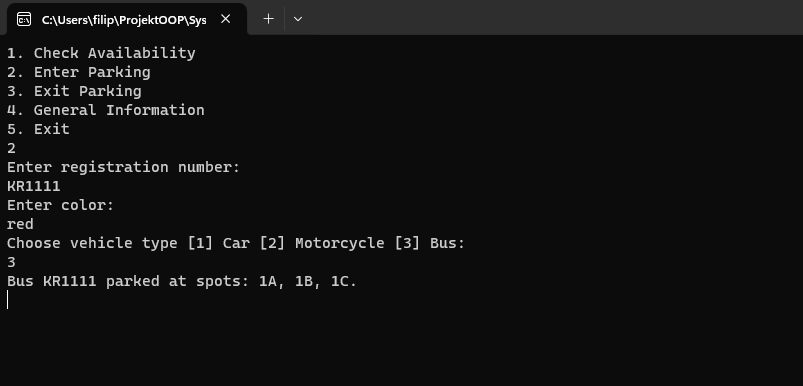 C:\Users\filip\ProjektOOP\Sys
1. Check Availability
2. Enter Parking
3. Exit Parking
4. General Information
5. Exit
2
Enter registration number:
KR1111
Enter color:
red
Choose vehicle type [1] Car [2] Motorcycle [3] Bus:
3
Bus KR1111 parked at spots: 1A, 1B, 1C.